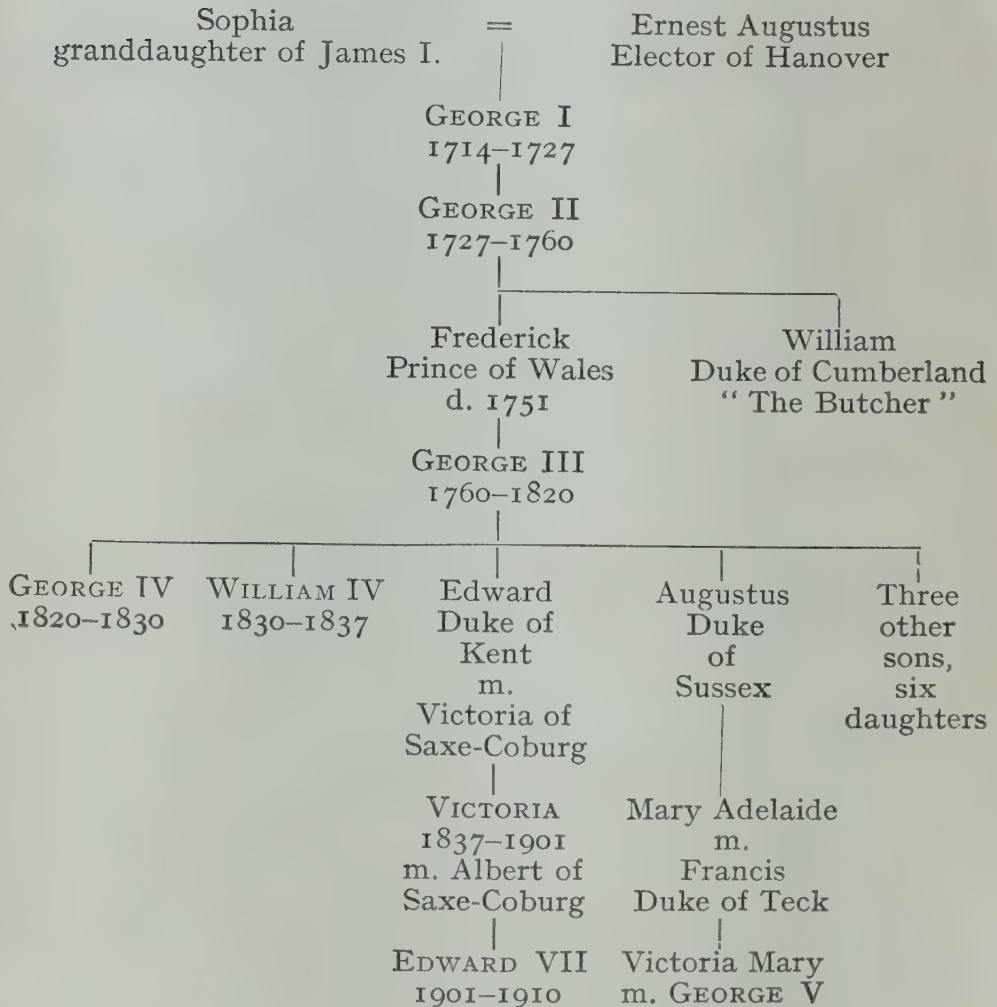 Sophia = Ernest Augustus
granddaughter of James I. Elector of Hanover
GEORGE I
1714–1727
GEORGE II
1727–1760
Frederick
Prince of Wales
d. 1751
William
Duke of Cumberland
“ The Butcher ”
GEORGE III
1760–1820
GEORGE IV
1820–1830
WILLIAM IV
1830–1837
Edward
Duke of
Kent
m.
Victoria of
Saxe-Coburg
Augustus
Duke
of
Sussex
Three
other
sons,
six
daughters
VICTORIA
1837–1901
m. Albert of
Saxe-Coburg
Mary Adelaide
m.
Francis
Duke of Teck
EDWARD VII
1901–1910
Victoria Mary
m. GEORGE V